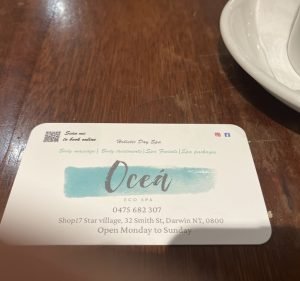 Scan me
to book online
Holistic Day Spa
Body massage | Body treatments | Spa Facials | Spa packages
Oceá
ECO SPA
0475 682 307
Shop17 Star village, 32 Smith St, Darwin NT, 0800
Open Monday to Sunday